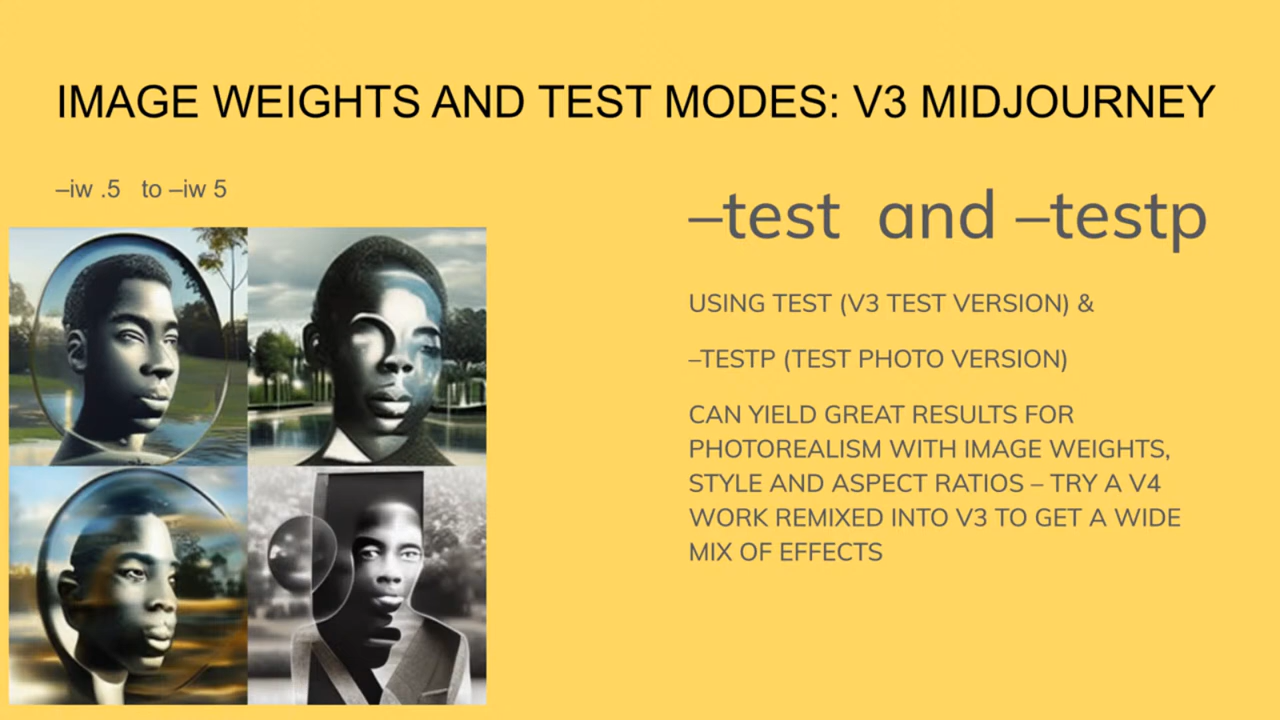 IMAGE WEIGHTS AND TEST MODES: V3 MIDJOURNEY
–iw .5 to –iw 5
–test and –testp
USING TEST (V3 TEST VERSION) &
–TESTP (TEST PHOTO VERSION)
CAN YIELD GREAT RESULTS FOR
PHOTOREALISM WITH IMAGE WEIGHTS,
STYLE AND ASPECT RATIOS – TRY A V4
WORK REMIXED INTO V3 TO GET A WIDE
MIX OF EFFECTS